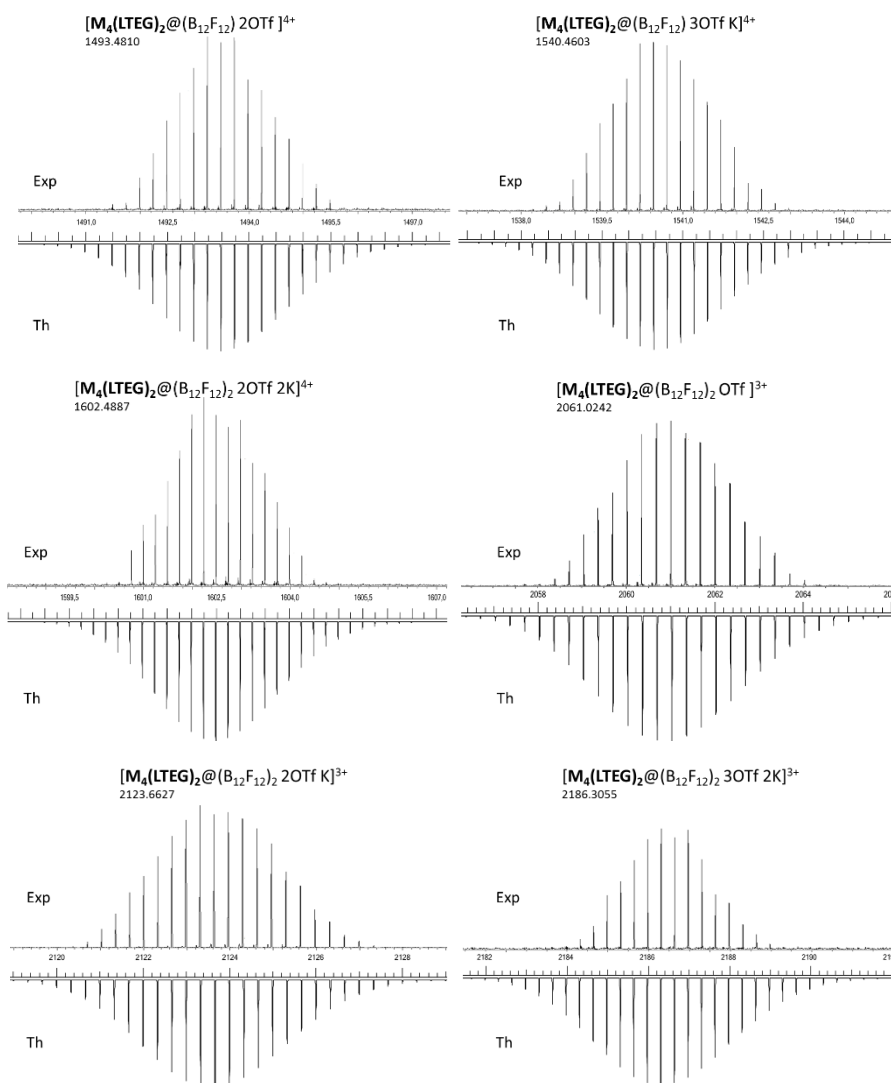 [M₄(LTEG)₂@(B₁₂F₁₂) 2OTf ]⁴⁺
1493.4810
Exp
1491,0 1492,5 1494,0 1495,5 1497,0
Th
[M₄(LTEG)₂@(B₁₂F₁₂) 3OTf K]⁴⁺
1540.4603
Exp
1538,0 1539,5 1541,0 1542,5 1544,0
Th
[M₄(LTEG)₂@(B₁₂F₁₂)₂ 2OTf 2K]⁴⁺
1602.4887
Exp
1599,5 1601,0 1602,5 1604,0 1605,5 1607,0
Th
[M₄(LTEG)₂@(B₁₂F₁₂)₂ OTf ]³⁺
2061.0242
Exp
2058 2060 2062 2064
Th
[M₄(LTEG)₂@(B₁₂F₁₂)₂ 2OTf K]³⁺
2123.6627
Exp
2120 2122 2124 2126 2128
Th
[M₄(LTEG)₂@(B₁₂F₁₂)₂ 3OTf 2K]³⁺
2186.3055
Exp
2182 2184 2186 2188 2190
Th